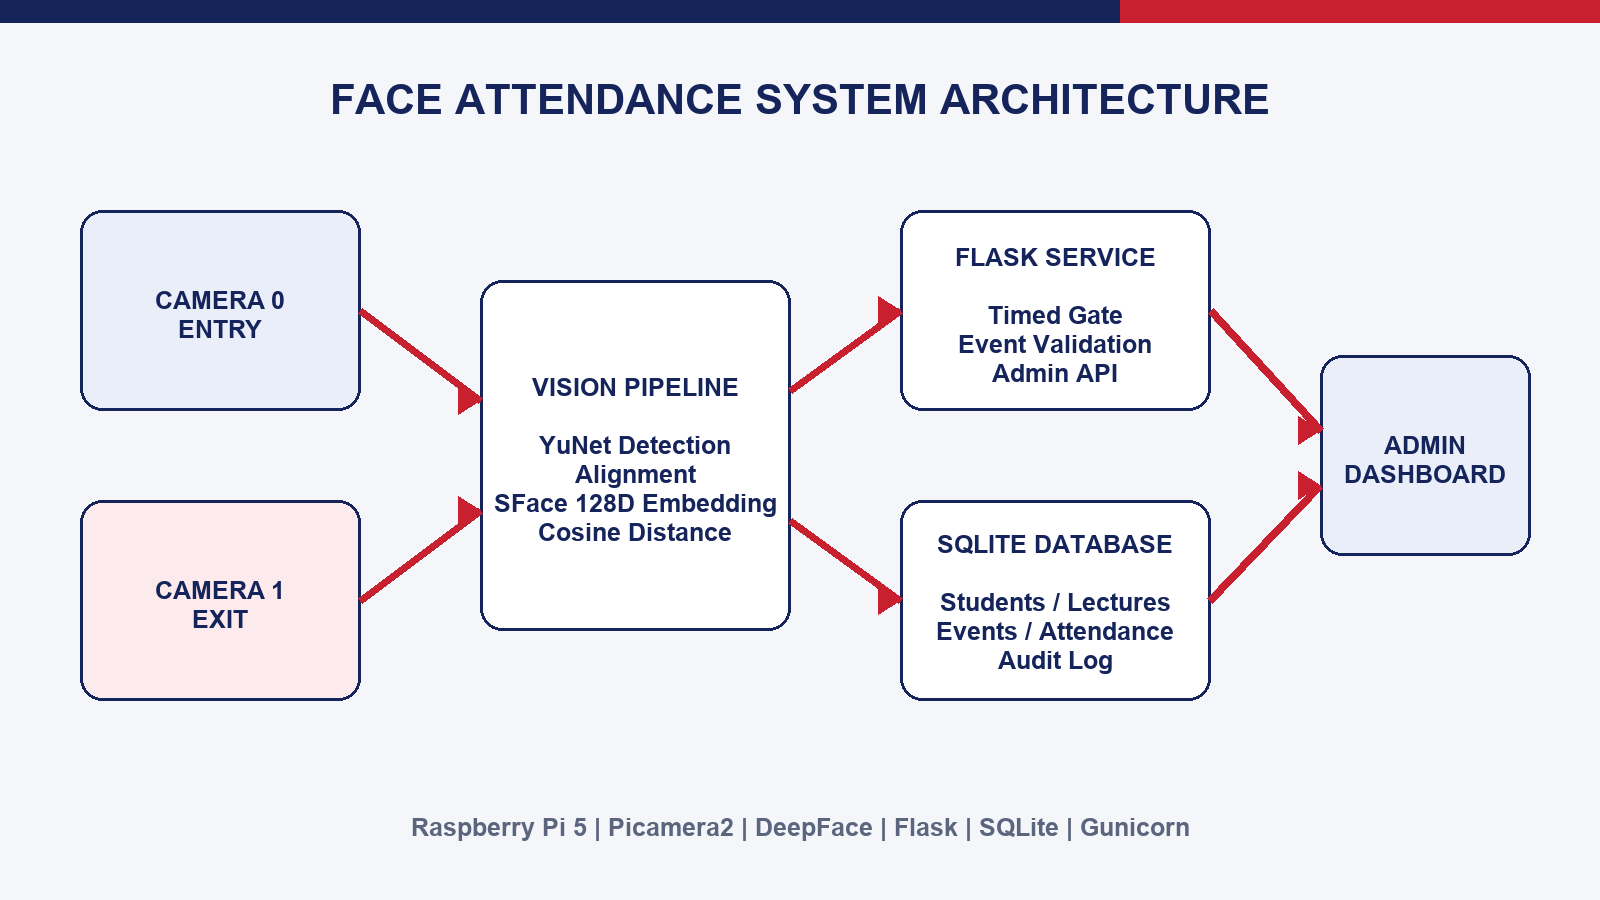 FACE ATTENDANCE SYSTEM ARCHITECTURE
CAMERA 0
ENTRY
CAMERA 1
EXIT
VISION PIPELINE
YuNet Detection
Alignment
SFace 128D Embedding
Cosine Distance
FLASK SERVICE
Timed Gate
Event Validation
Admin API
SQLITE DATABASE
Students / Lectures
Events / Attendance
Audit Log
ADMIN
DASHBOARD
Raspberry Pi 5 | Picamera2 | DeepFace | Flask | SQLite | Gunicorn